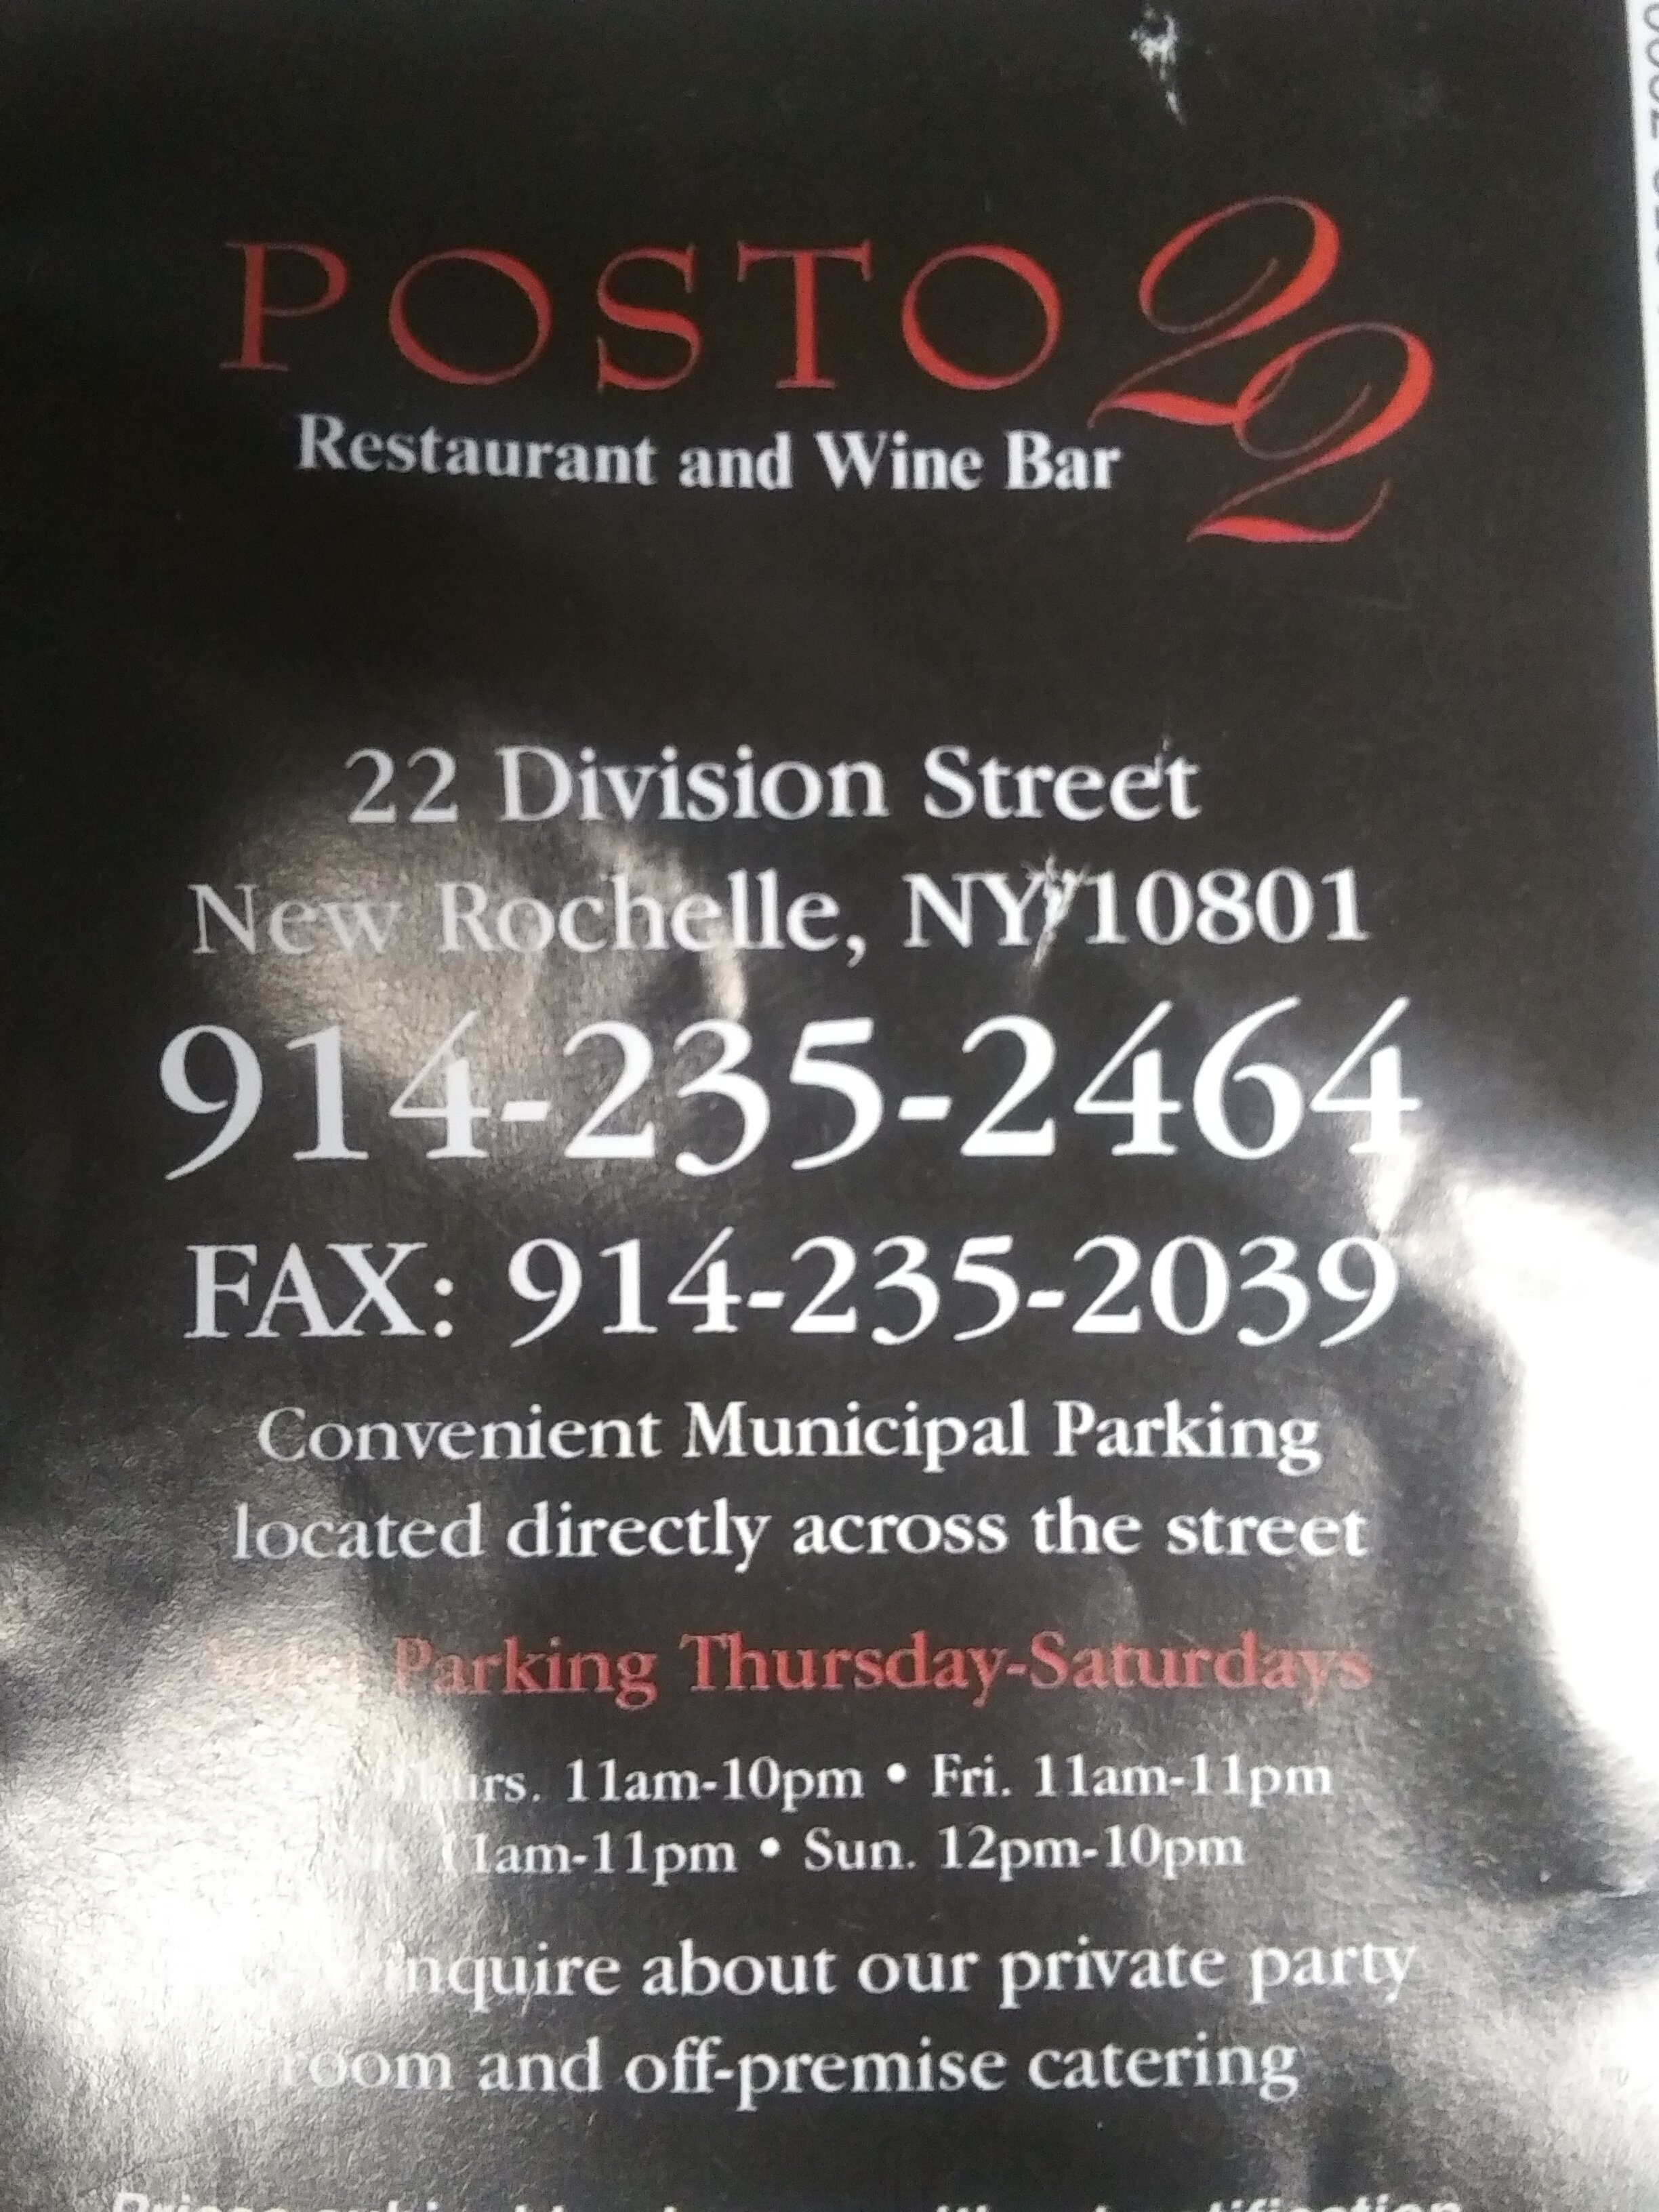 POSTO 22
Restaurant and Wine Bar
22 Division Street
New Rochelle, NY 10801
914-235-2464
FAX: 914-235-2039
Convenient Municipal Parking
located directly across the street
Parking Thursday-Saturdays
Thurs. 11am-10pm • Fri. 11am-11pm
11am-11pm • Sun. 12pm-10pm
inquire about our private party
room and off-premise catering